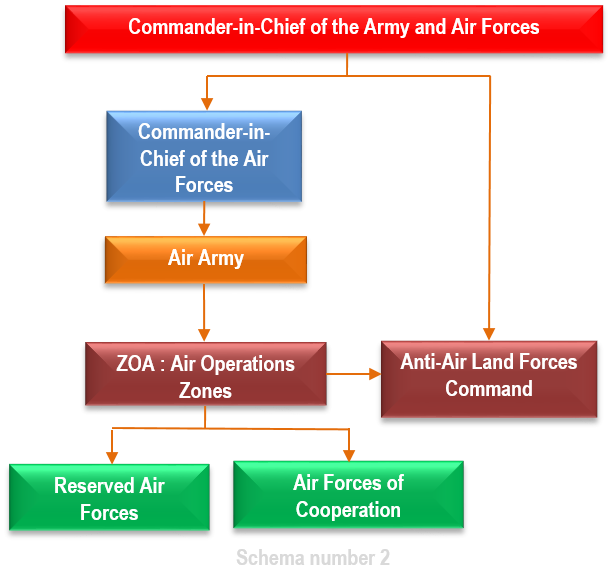 Commander-in-Chief of the Army and Air Forces
Commander-in-
Chief of the Air
Forces
Air Army
ZOA : Air Operations
Zones
Anti-Air Land Forces
Command
Reserved Air
Forces
Air Forces of
Cooperation
Schema number 2